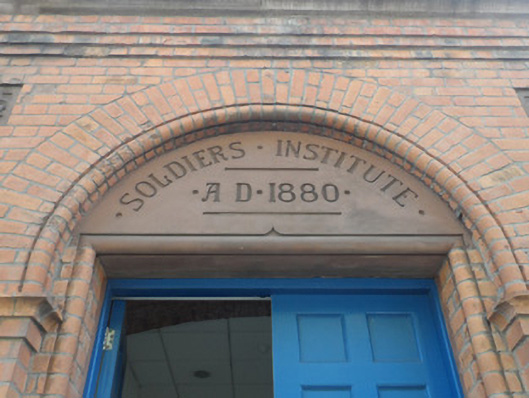 SOLDIERS · INSTITUTE
· A D · 1880 ·